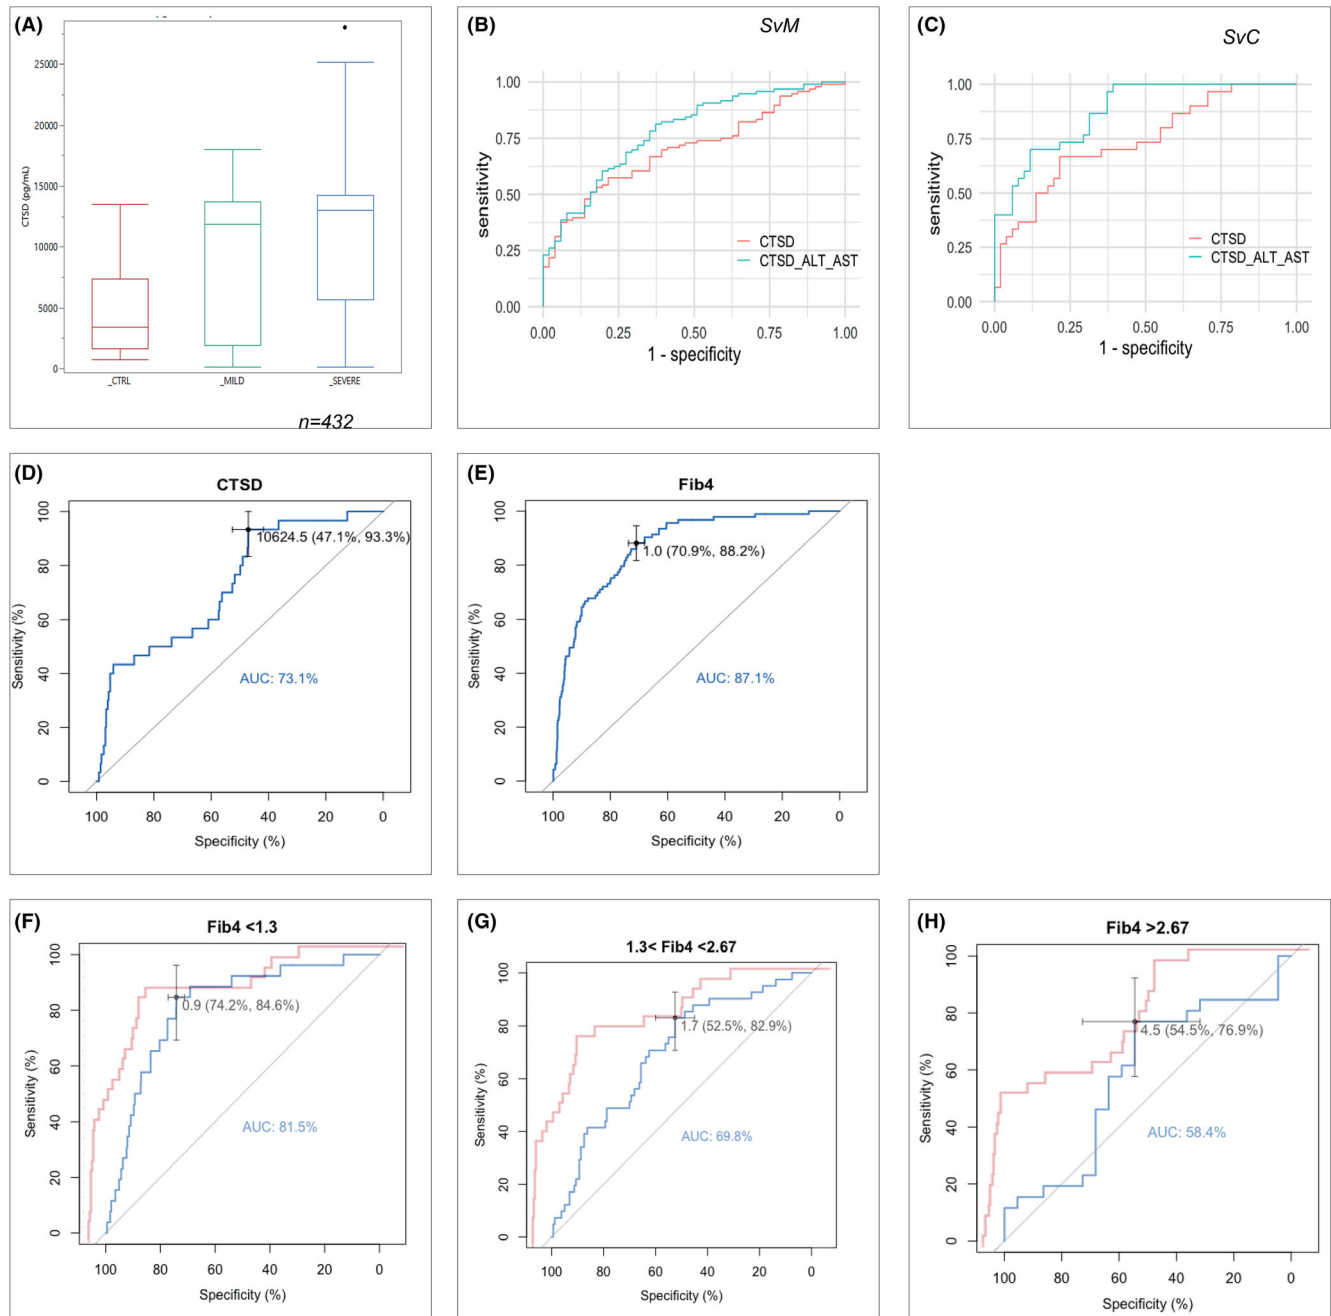 (A)
CTSD (pg/mL)
25000
20000
15000
10000
5000
0
_CTRL
_MILD
_SEVERE
n=432
(B)
SvM
sensitivity
1.00
0.75
0.50
0.25
0.00
CTSD
CTSD_ALT_AST
0.00 0.25 0.50 0.75 1.00
1 - specificity
(C)
SvC
sensitivity
1.00
0.75
0.50
0.25
0.00
CTSD
CTSD_ALT_AST
0.00 0.25 0.50 0.75 1.00
1 - specificity
(D)
CTSD
Sensitivity (%)
100
80
60
40
20
0
10624.5 (47.1%, 93.3%)
AUC: 73.1%
100 80 60 40 20 0
Specificity (%)
(E)
Fib4
Sensitivity (%)
100
80
60
40
20
0
1.0 (70.9%, 88.2%)
AUC: 87.1%
100 80 60 40 20 0
Specificity (%)
(F)
Fib4 <1.3
Sensitivity (%)
100
80
60
40
20
0
0.9 (74.2%, 84.6%)
AUC: 81.5%
100 80 60 40 20 0
Specificity (%)
(G)
1.3< Fib4 <2.67
Sensitivity (%)
100
80
60
40
20
0
1.7 (52.5%, 82.9%)
AUC: 69.8%
100 80 60 40 20 0
Specificity (%)
(H)
Fib4 >2.67
Sensitivity (%)
100
80
60
40
20
0
4.5 (54.5%, 76.9%)
AUC: 58.4%
100 80 60 40 20 0
Specificity (%)